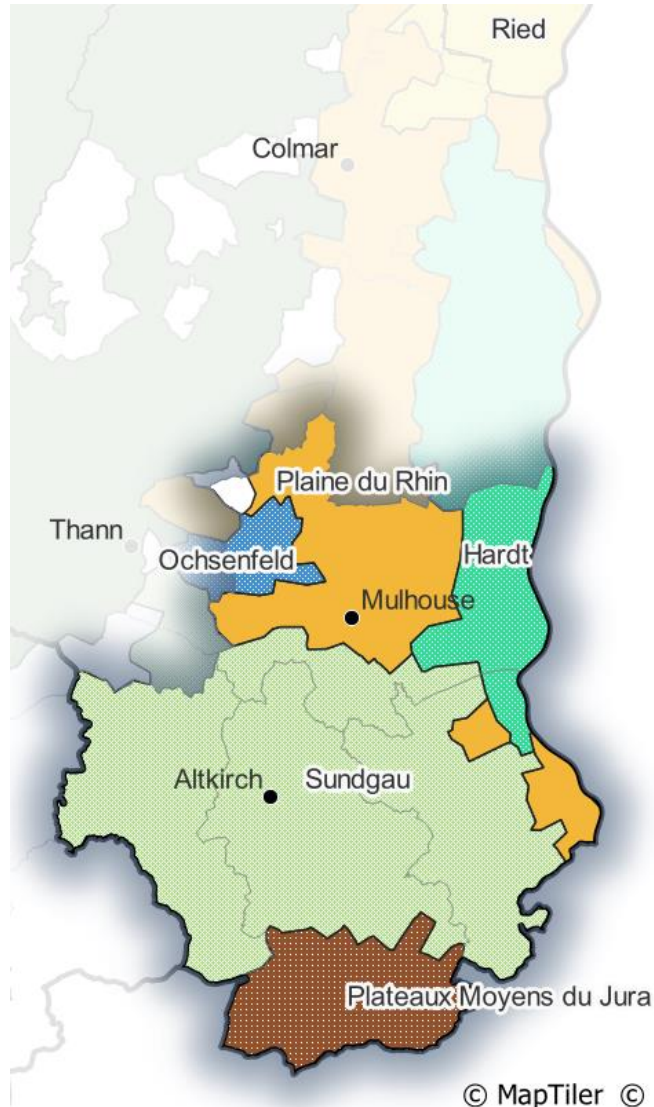 Ried
Colmar
Plaine du Rhin
Thann
Ochsenfeld
Hardt
Mulhouse
Altkirch
Sundgau
Plateaux Moyens du Jura
© MapTiler ©